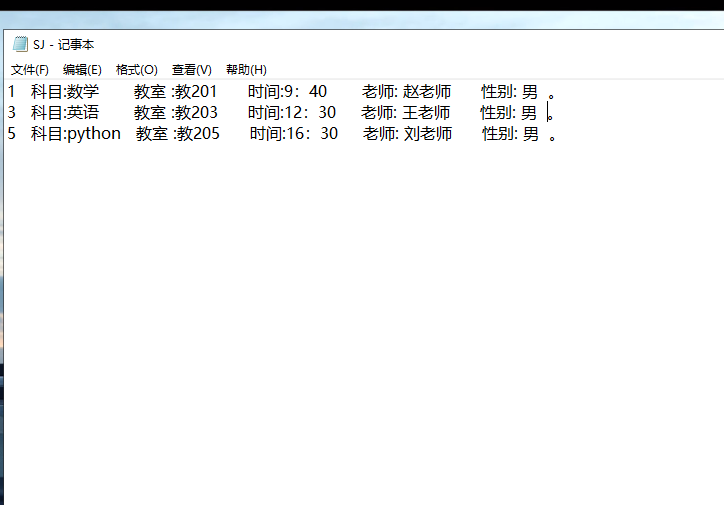 SJ - 记事本
文件(F) 编辑(E) 格式(O) 查看(V) 帮助(H)
1 科目:数学 教室 :教201 时间:9：40 老师: 赵老师 性别: 男 。
3 科目:英语 教室 :教203 时间:12：30 老师: 王老师 性别: 男 。
5 科目:python 教室 :教205 时间:16：30 老师: 刘老师 性别: 男 。